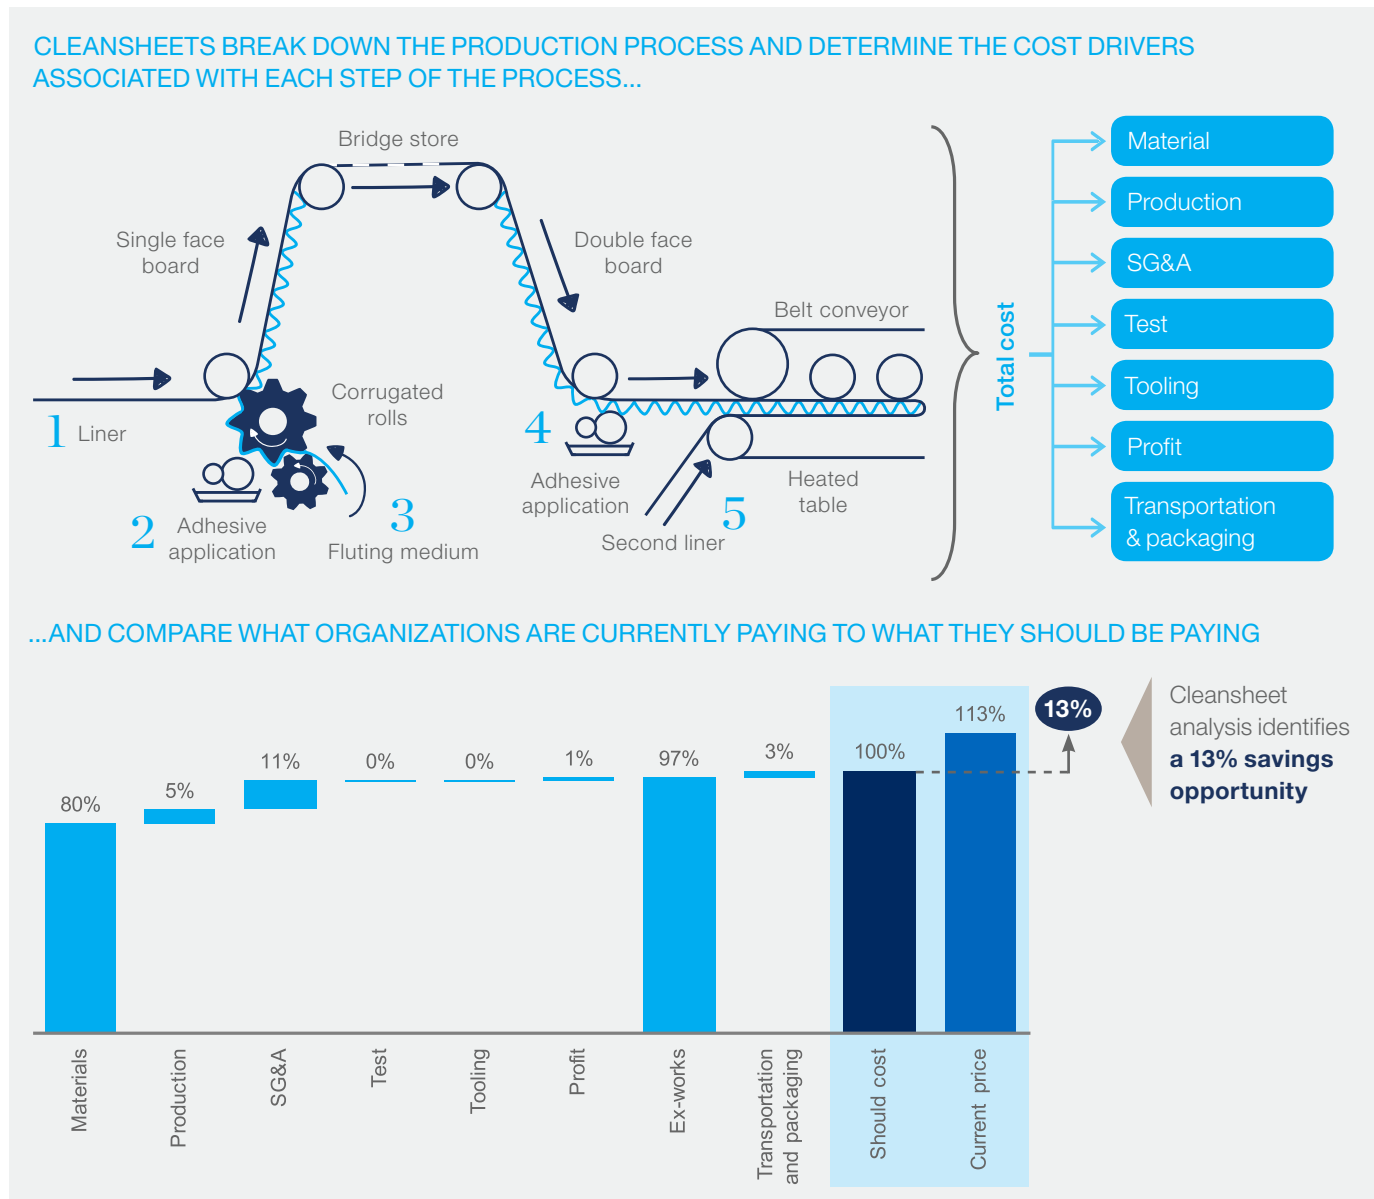 CLEANSHEETS BREAK DOWN THE PRODUCTION PROCESS AND DETERMINE THE COST DRIVERS
ASSOCIATED WITH EACH STEP OF THE PROCESS...
Bridge store
Single face
board
Double face
board
Belt conveyor
1 Liner
Corrugated
rolls
2 Adhesive
application
3
Fluting medium
4
Adhesive
application
5
Second liner
Heated
table
Total cost
Material
Production
SG&A
Test
Tooling
Profit
Transportation
& packaging
...AND COMPARE WHAT ORGANIZATIONS ARE CURRENTLY PAYING TO WHAT THEY SHOULD BE PAYING
80%
5%
11%
0%
0%
1%
97%
3%
100%
113%
13%
Cleansheet
analysis identifies
a 13% savings
opportunity
Materials
Production
SG&A
Test
Tooling
Profit
Ex-works
Transportation
and packaging
Should cost
Current price